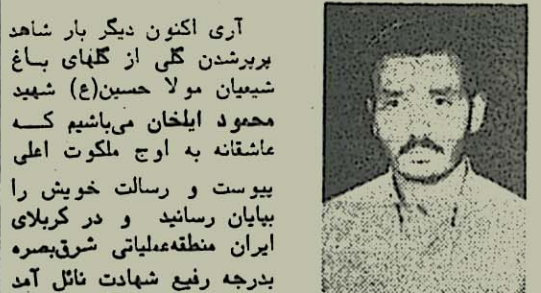 آری اکنون دیگر بار شاهد
پرپرشدن گلی از گلهای باغ
شیعیان مولا حسین(ع) شهید
محمود ایلخان می‌باشیم که
عاشقانه به اوج ملکوت اعلی
پیوست و رسالت خویش را
بپایان رسانید و در کربلای
ایران منطقه‌عملیاتی شرق‌بصره
بدرجه رفیع شهادت نائل آمد